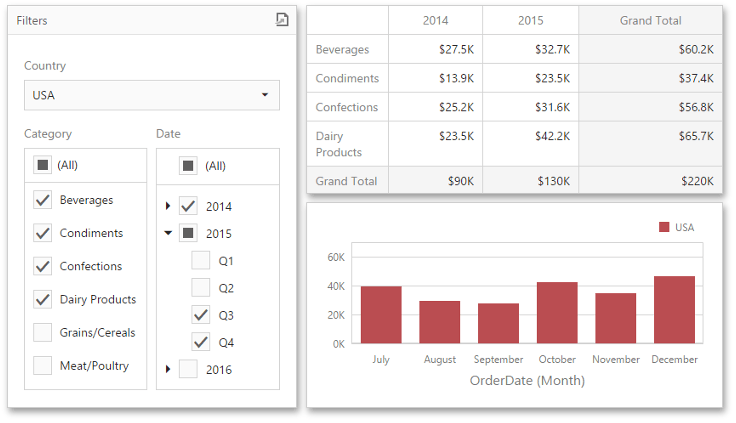 Filters
Country
USA
Category
(All)
Beverages
Condiments
Confections
Dairy Products
Grains/Cereals
Meat/Poultry
Date
(All)
2014
2015
Q1
Q2
Q3
Q4
2016
2014 2015 Grand Total
Beverages $27.5K $32.7K $60.2K
Condiments $13.9K $23.5K $37.4K
Confections $25.2K $31.6K $56.8K
Dairy $23.5K $42.2K $65.7K
Products
Grand Total $90K $130K $220K
USA
60K
40K
20K
0K
July August September October November December
OrderDate (Month)